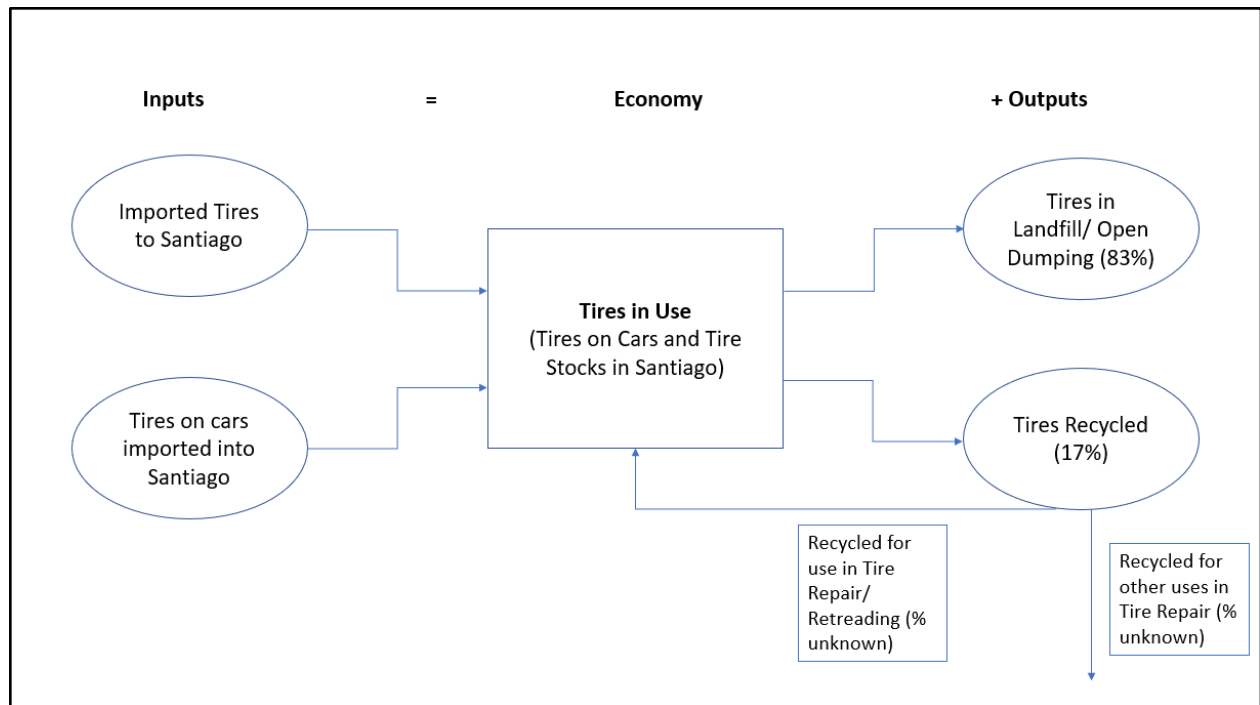 Inputs
=
Economy
+ Outputs
Imported Tires
to Santiago
Tires on cars
imported into
Santiago
Tires in Use
(Tires on Cars and Tire
Stocks in Santiago)
Tires in
Landfill/ Open
Dumping (83%)
Tires Recycled
(17%)
Recycled for
use in Tire
Repair/
Retreading (%
unknown)
Recycled for
other uses in
Tire Repair (%
unknown)